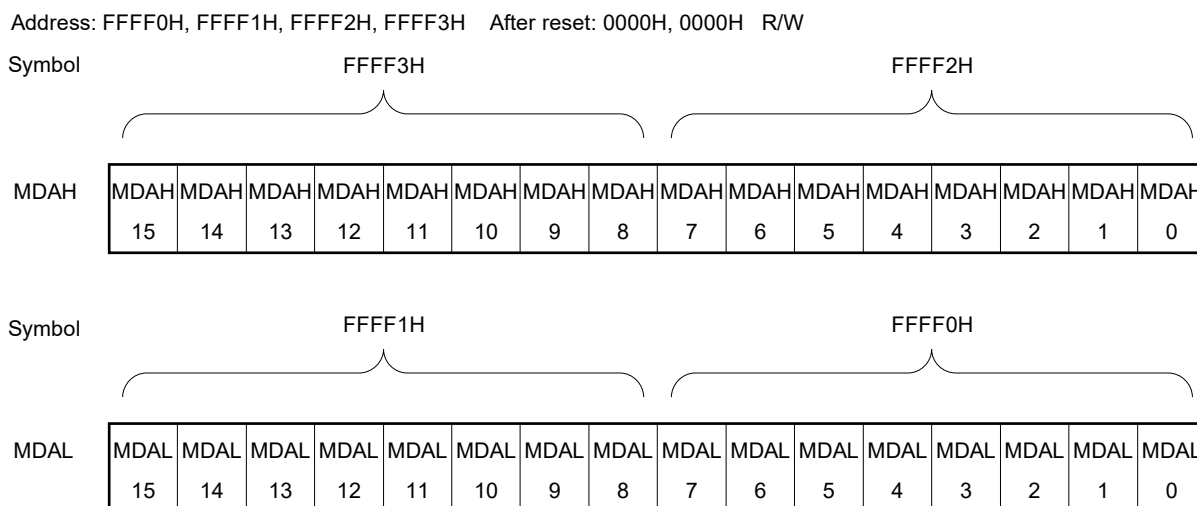 Address: FFFF0H, FFFF1H, FFFF2H, FFFF3H After reset: 0000H, 0000H R/W
Symbol FFFF3H FFFF2H
MDAH MDAH MDAH MDAH MDAH MDAH MDAH MDAH MDAH MDAH MDAH MDAH MDAH MDAH MDAH MDAH MDAH
15 14 13 12 11 10 9 8 7 6 5 4 3 2 1 0
Symbol FFFF1H FFFF0H
MDAL MDAL MDAL MDAL MDAL MDAL MDAL MDAL MDAL MDAL MDAL MDAL MDAL MDAL MDAL MDAL MDAL
15 14 13 12 11 10 9 8 7 6 5 4 3 2 1 0